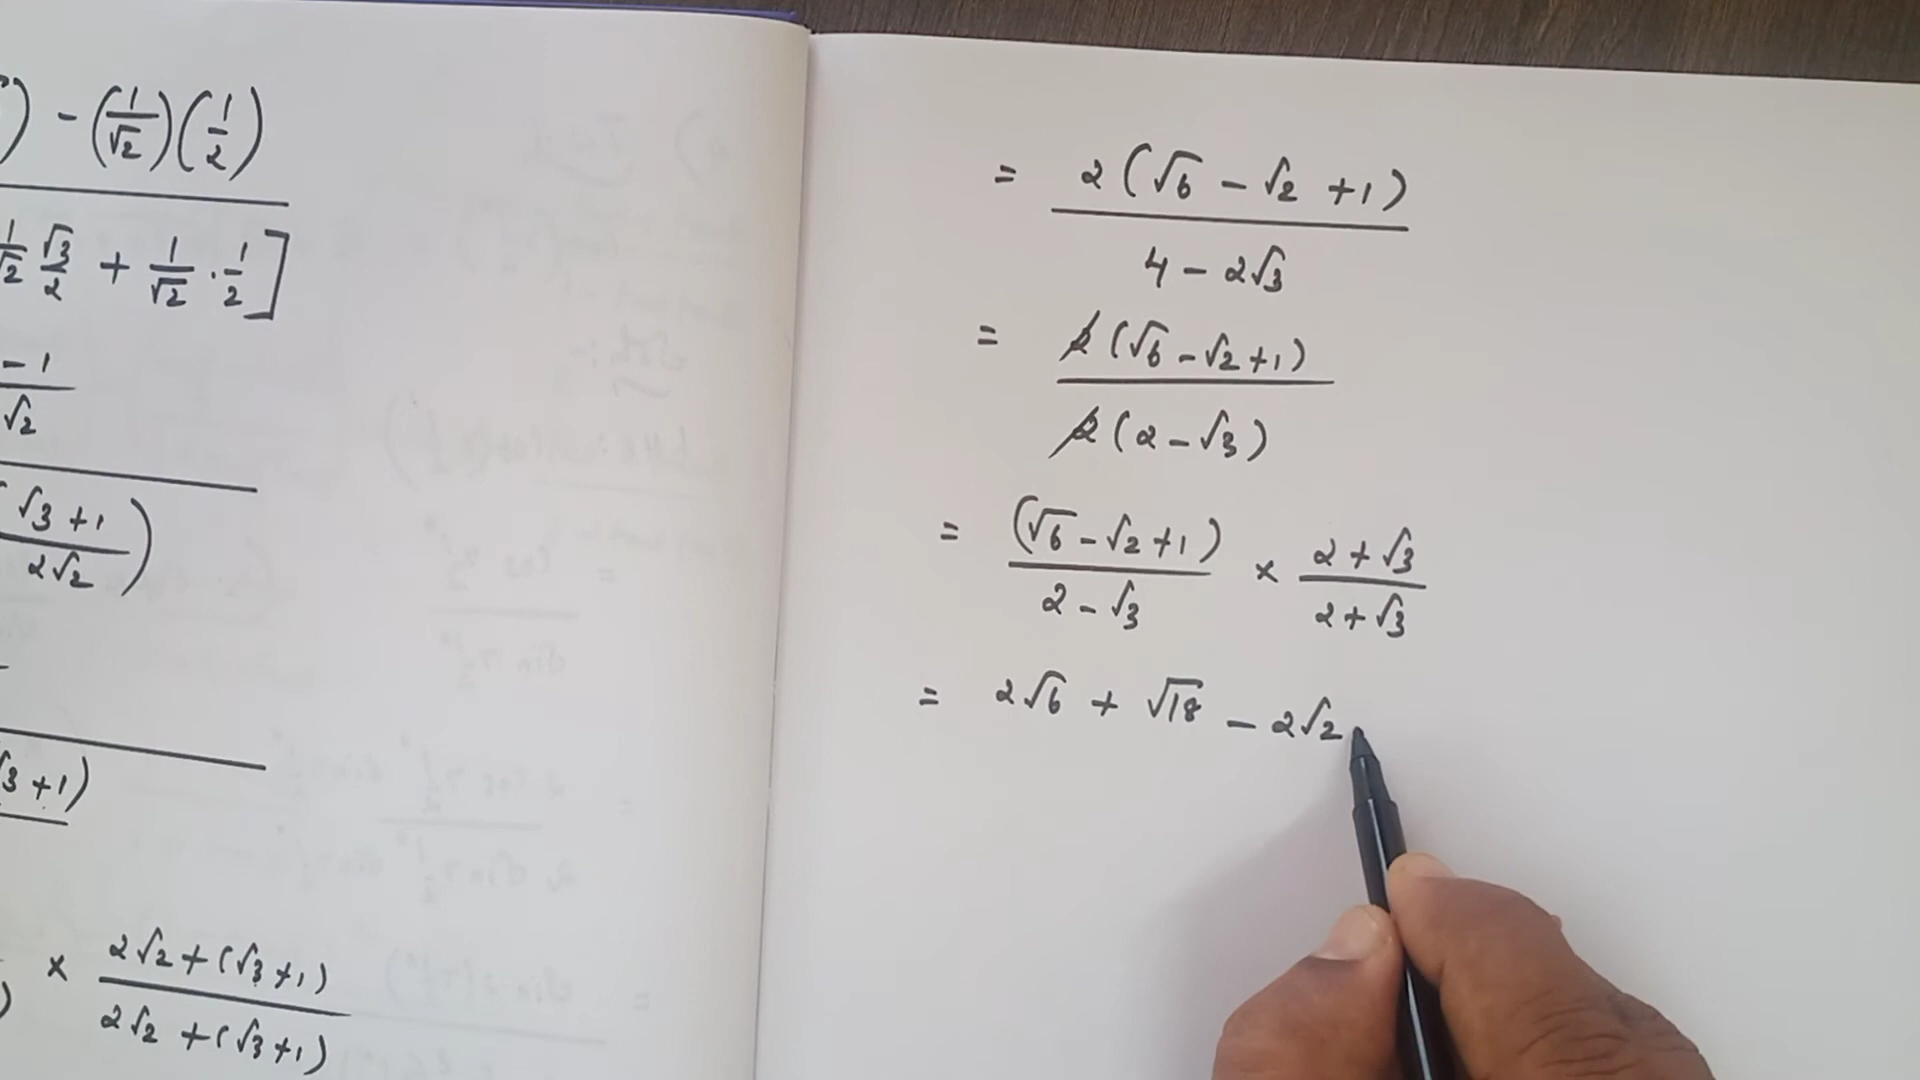 ) - (1/√2)(1/2)
1/√2 √3/2 + 1/√2 · 1/2]
- 1
√2
(√3 + 1 / 2√2)
√3 + 1)
× 2√2 + (√3 + 1) / 2√2 + (√3 + 1)
= 2(√6 - √2 + 1) / 4 - 2√3
= 2(√6 - √2 + 1) / 2(2 - √3)
= (√6 - √2 + 1) / 2 - √3 × 2 + √3 / 2 + √3
= 2√6 + √18 - 2√2